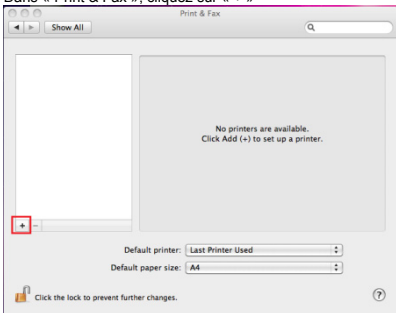 Dans « Print & Fax », cliquez sur « + »
Print & Fax
Show All
No printers are available.
Click Add (+) to set up a printer.
+ −
Default printer: Last Printer Used
Default paper size: A4
Click the lock to prevent further changes.
?